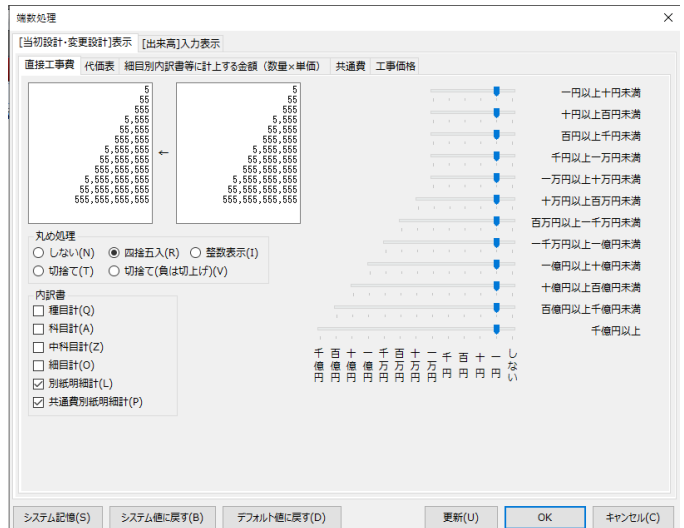 端数処理
[当初設計・変更設計]表示 [出来高]入力表示
直接工事費 代価表 細目別内訳書等に計上する金額（数量×単価） 共通費 工事価格
5
55
555
5,555
55,555
555,555
5,555,555
55,555,555
555,555,555
5,555,555,555
55,555,555,555
555,555,555,555
←
5
55
555
5,555
55,555
555,555
5,555,555
55,555,555
555,555,555
5,555,555,555
55,555,555,555
555,555,555,555
一円以上十円未満
十円以上百円未満
百円以上千円未満
千円以上一万円未満
一万円以上十万円未満
十万円以上百万円未満
百万円以上一千万円未満
一千万円以上一億円未満
一億円以上十億円未満
十億円以上百億円未満
百億円以上千億円未満
千億円以上
千億円 百億円 十億円 一億円 千万円 百万円 十万円 一万円 千円 百円 十円 一円 しない
丸め処理
しない(N) 四捨五入(R) 整数表示(I)
切捨て(T) 切捨て(負は切上げ)(V)
内訳書
種目計(Q)
科目計(A)
中科目計(Z)
細目計(O)
別紙明細計(L)
共通費別紙明細計(P)
システム記憶(S) システム値に戻す(B) デフォルト値に戻す(D) 更新(U) OK キャンセル(C)